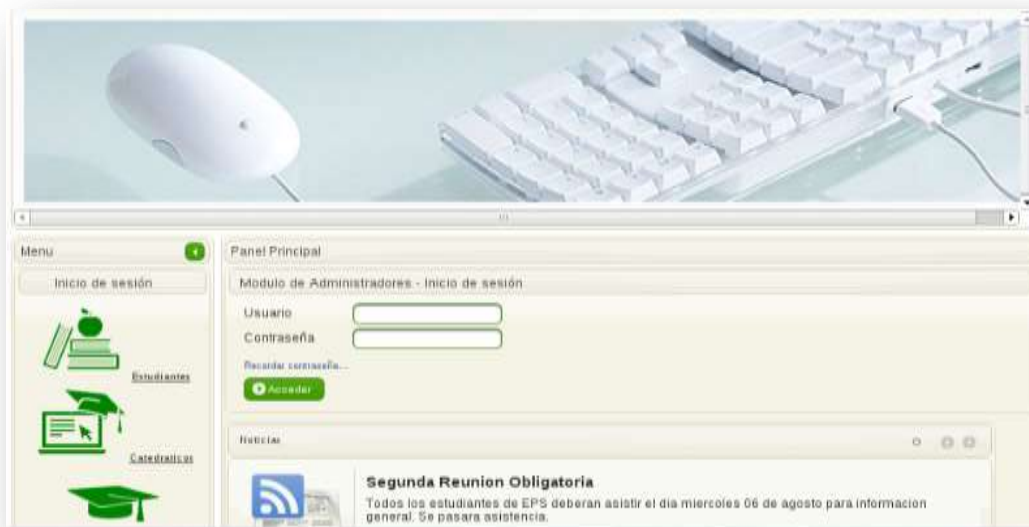 Menu
Inicio de sesión
Estudiantes
Catedraticos
Panel Principal
Modulo de Administradores - Inicio de sesión
Usuario
Contraseña
Recordar contraseña...
Acceder
Noticias
Segunda Reunion Obligatoria
Todos los estudiantes de EPS deberan asistir el dia miercoles 06 de agosto para informacion
general. Se pasara asistencia.